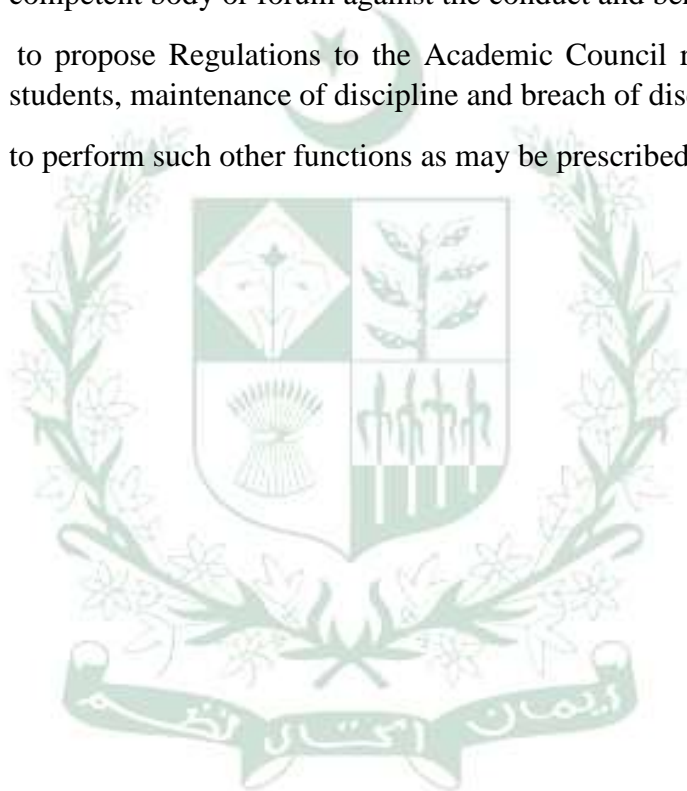 competent body or forum against the conduct and
to propose Regulations to the Academic Council
students, maintenance of discipline and breach of
to perform such other functions as may be prescribed
ایمان اتحاد نظم